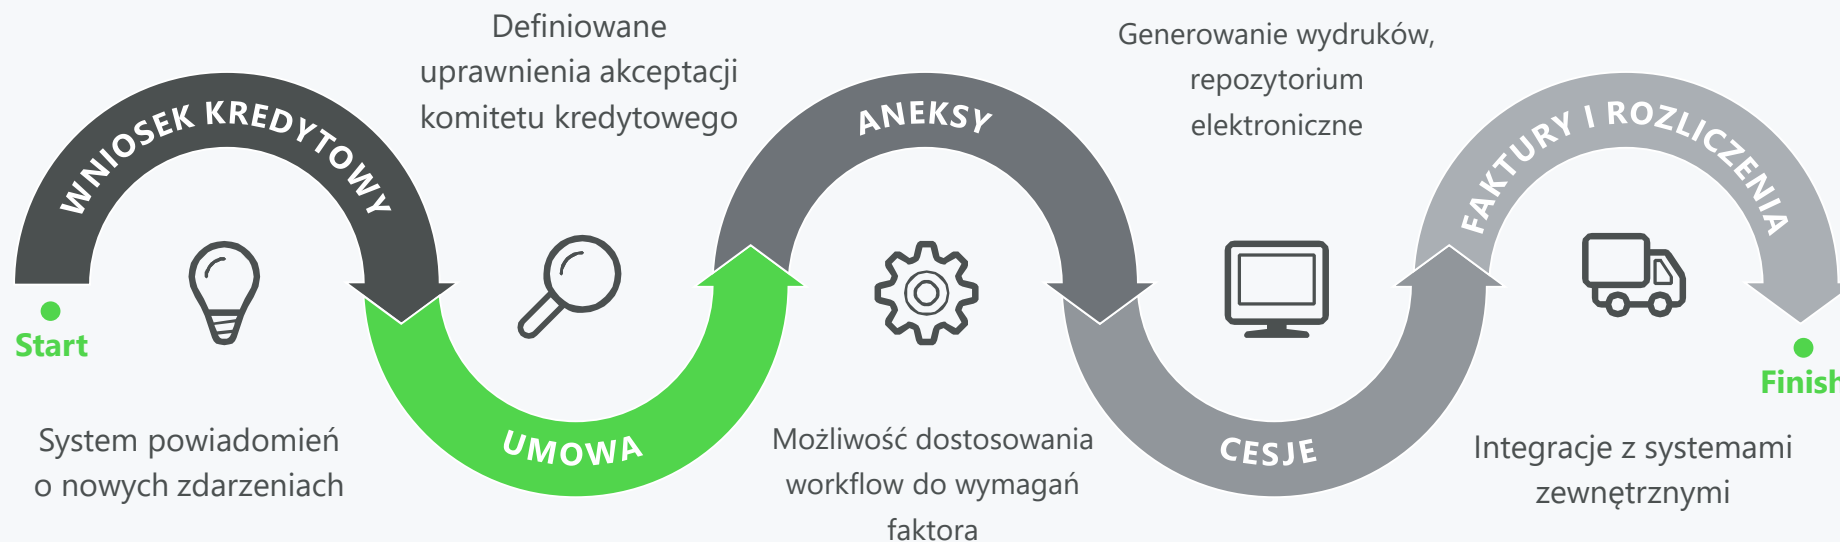 WNIOSEK KREDYTOWY
Start
System powiadomień
o nowych zdarzeniach
Definiowane
uprawnienia akceptacji
komitetu kredytowego
UMOWA
ANEKSY
Możliwość dostosowania
workflow do wymagań
faktora
Generowanie wydruków,
repozytorium
elektroniczne
CESJE
FAKTURY I ROZLICZENIA
Integracje z systemami
zewnętrznymi
Finish